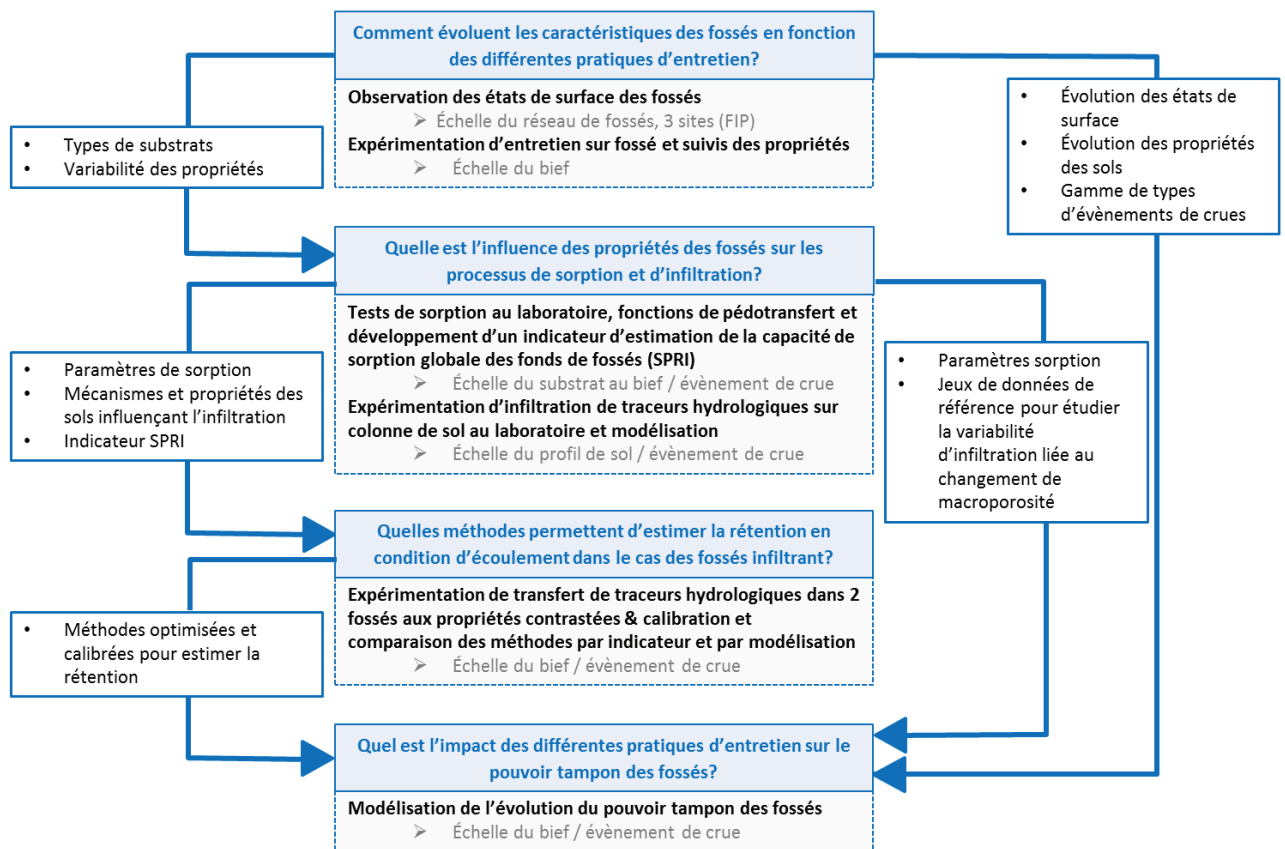 Comment évoluent les caractéristiques des fossés en fonction
des différentes pratiques d'entretien?
Observation des états de surface des fossés
➢ Échelle du réseau de fossés, 3 sites (FIP)
Expérimentation d'entretien sur fossé et suivis des propriétés
➢ Échelle du bief
• Types de substrats
• Variabilité des propriétés
• Évolution des états de
surface
• Évolution des propriétés
des sols
• Gamme de types
d'évènements de crues
Quelle est l'influence des propriétés des fossés sur les
processus de sorption et d'infiltration?
Tests de sorption au laboratoire, fonctions de pédotransfert et
développement d'un indicateur d'estimation de la capacité de
sorption globale des fonds de fossés (SPRI)
➢ Échelle du substrat au bief / évènement de crue
Expérimentation d'infiltration de traceurs hydrologiques sur
colonne de sol au laboratoire et modélisation
➢ Échelle du profil de sol / évènement de crue
• Paramètres de sorption
• Mécanismes et propriétés des
sols influençant l'infiltration
• Indicateur SPRI
• Paramètres sorption
• Jeux de données de
référence pour étudier
la variabilité
d'infiltration liée au
changement de
macroporosité
Quelles méthodes permettent d'estimer la rétention en
condition d'écoulement dans le cas des fossés infiltrant?
Expérimentation de transfert de traceurs hydrologiques dans 2
fossés aux propriétés contrastées & calibration et
comparaison des méthodes par indicateur et par modélisation
➢ Échelle du bief / évènement de crue
• Méthodes optimisées et
calibrées pour estimer la
rétention
Quel est l'impact des différentes pratiques d'entretien sur le
pouvoir tampon des fossés?
Modélisation de l'évolution du pouvoir tampon des fossés
➢ Échelle du bief / évènement de crue